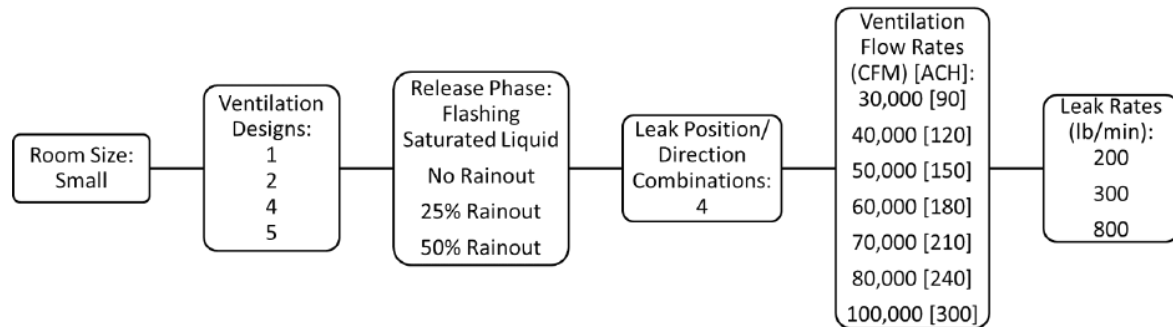 Room Size:
Small
Ventilation
Designs:
1
2
4
5
Release Phase:
Flashing
Saturated Liquid
No Rainout
25% Rainout
50% Rainout
Leak Position/
Direction
Combinations:
4
Ventilation
Flow Rates
(CFM) [ACH]:
30,000 [90]
40,000 [120]
50,000 [150]
60,000 [180]
70,000 [210]
80,000 [240]
100,000 [300]
Leak Rates
(lb/min):
200
300
800